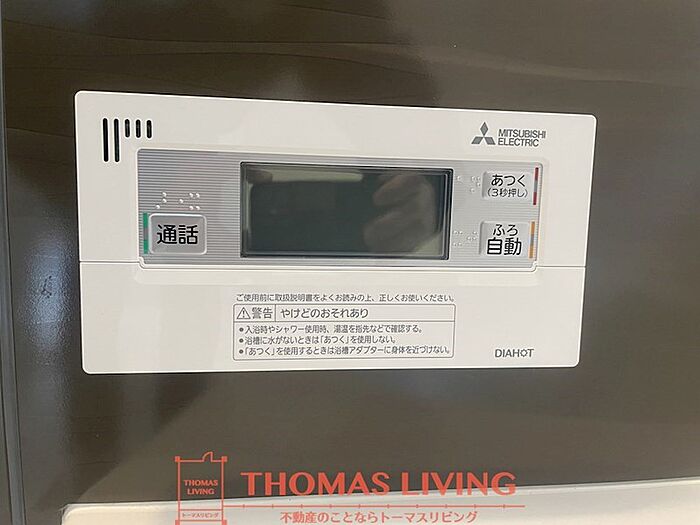 MITSUBISHI
ELECTRIC
あつく
(3秒押し)
通話
ふろ
自動
ご使用前に取扱説明書をよくお読みの上、正しくお使いください。
警告 やけどのおそれあり
●入浴時やシャワー使用時、湯温を指先などで確認する。
●浴槽に水がないときは「あつく」を使用しない。
●「あつく」を使用するときは浴槽アダプターに身体を近づけない。
DIAHOT
THOMAS
LIVING
トーマスリビング
THOMAS LIVING
不動産のことならトーマスリビング